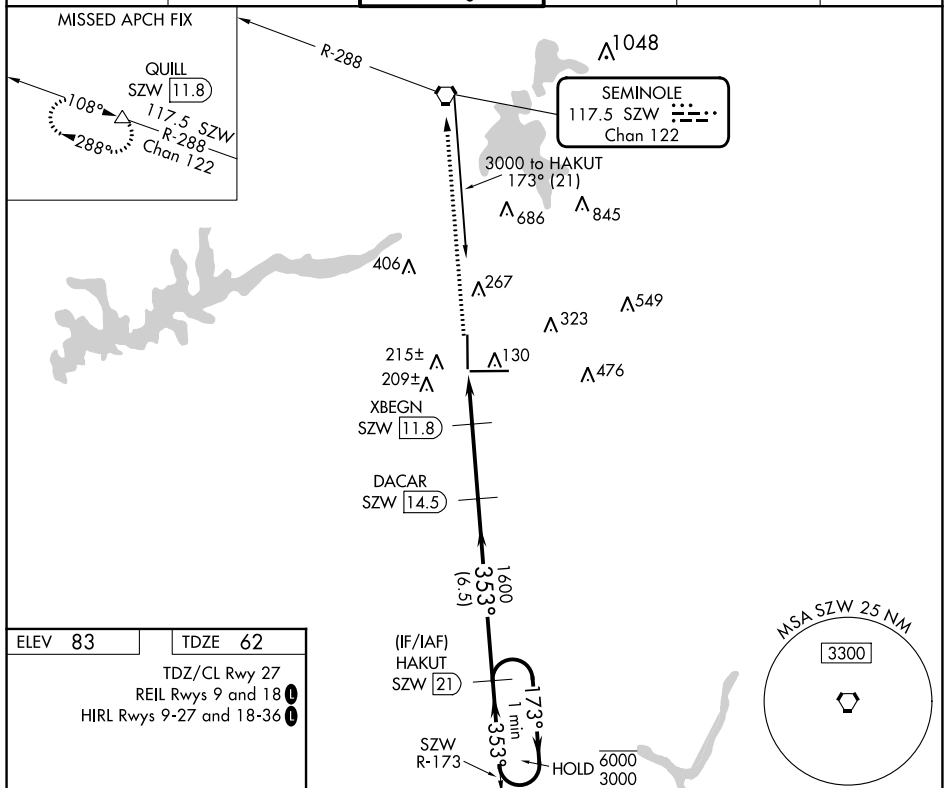 MISSED APCH FIX
QUILL
SZW 11.8
108°
117.5 SZW
R-288
Chan 122
288°
R-288
1048
SEMINOLE
117.5 SZW
Chan 122
3000 to HAKUT
173° (21)
686
845
406
267
549
323
215±
130
209±
476
XBEGN
SZW 11.8
DACAR
SZW 14.5
1600
353°
(6.5)
(IF/IAF)
HAKUT
SZW 21
173°
1 min
353°
SZW
R-173
HOLD 6000
3000
MSA SZW 25 NM
3300
ELEV 83
TDZE 62
TDZ/CL Rwy 27
REIL Rwys 9 and 18 L
HIRL Rwys 9-27 and 18-36 L